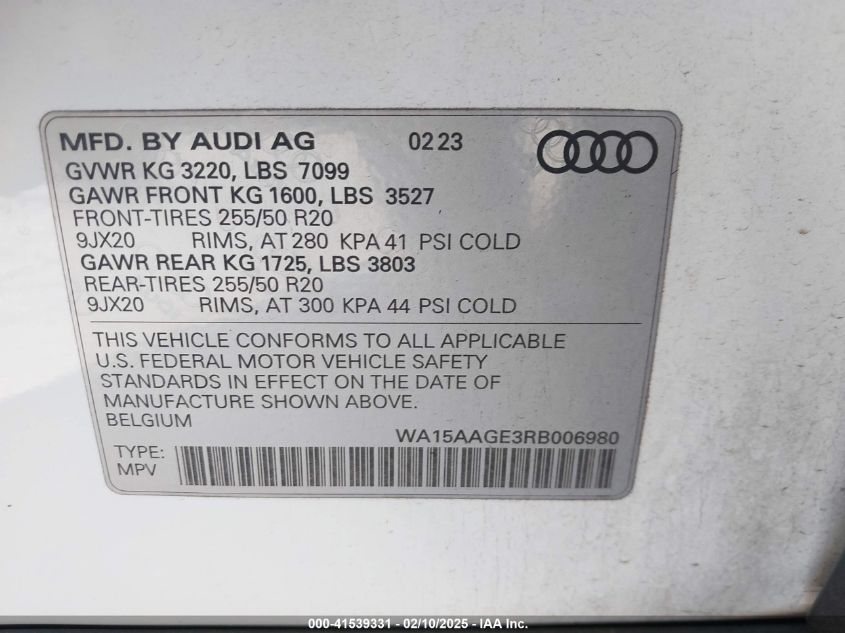 MFD. BY AUDI AG 02 23
GVWR KG 3220, LBS 7099
GAWR FRONT KG 1600, LBS 3527
FRONT-TIRES 255/50 R20
9JX20 RIMS, AT 280 KPA 41 PSI COLD
GAWR REAR KG 1725, LBS 3803
REAR-TIRES 255/50 R20
9JX20 RIMS, AT 300 KPA 44 PSI COLD
THIS VEHICLE CONFORMS TO ALL APPLICABLE
U.S. FEDERAL MOTOR VEHICLE SAFETY
STANDARDS IN EFFECT ON THE DATE OF
MANUFACTURE SHOWN ABOVE.
BELGIUM
WA15AAGE3RB006980
TYPE:
MPV
000-41539331 - 02/10/2025 - IAAI Inc.